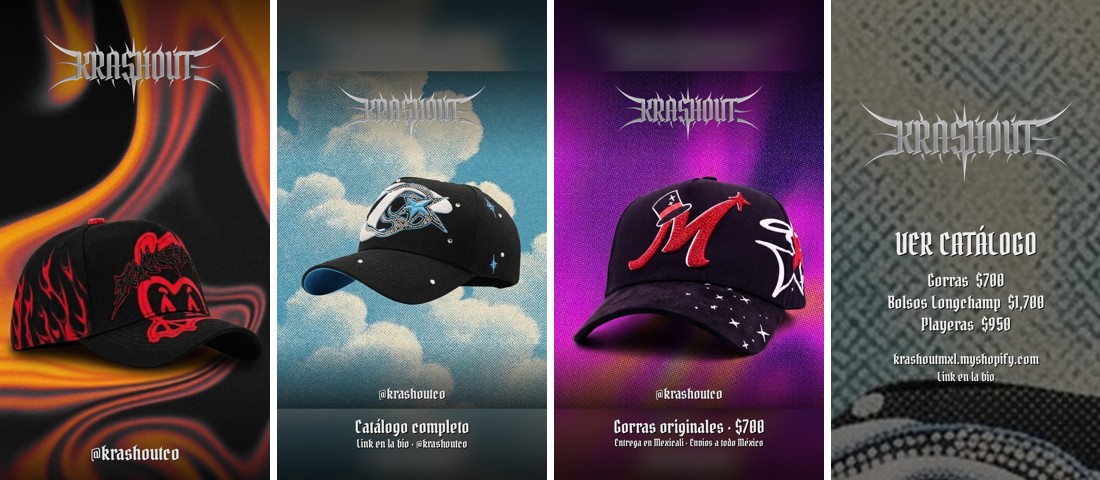 KRASHOUT
@krashoutco
KRASHOUT
@krashoutco
Catálogo completo
Link en la bio · @krashoutco
KRASHOUT
M
@krashoutco
Gorras originales · $700
Entrega en Mexicali · Envíos a todo México
KRASHOUT
VER CATÁLOGO
Gorras $700
Bolsos Longchamp $1,700
Playeras $950
krashoutmxl.myshopify.com
Link en la bio